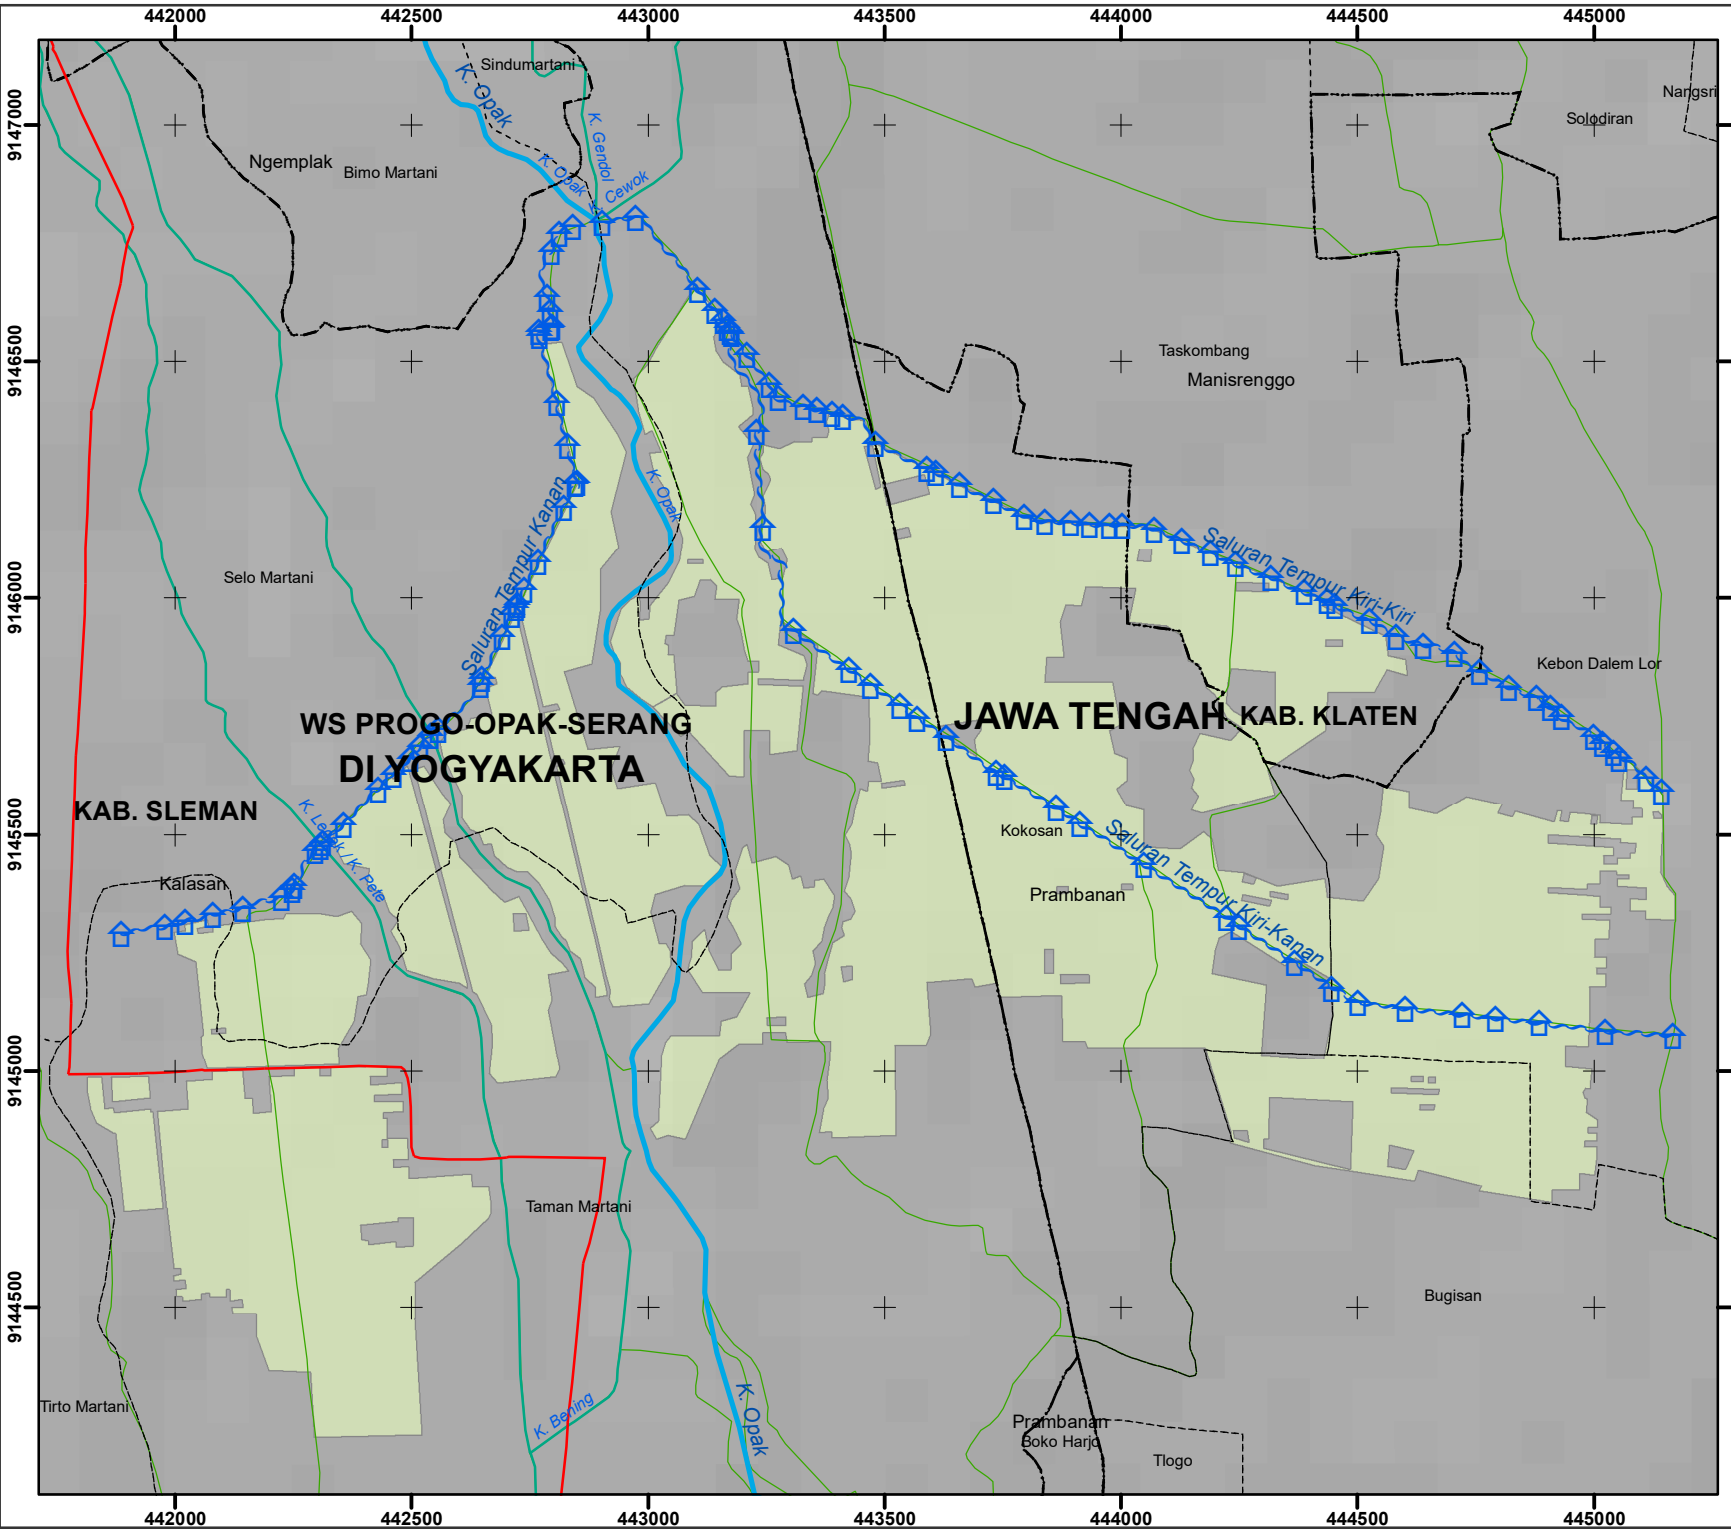 442000 442500 443000 443500 444000 444500 445000
9147000
9146500
9146000
9145500
9145000
9144500
Sindumartani
K. Opak
Nangsri
Solodiran
K. Gendol
Ngemplak
Bimo Martani
K. Opak
Cewok
Taskombang
Manisrenggo
K. Opak
Saluran Tempur Kanan
Saluran Tempur Kiri-Kiri
Selo Martani
Kebon Dalem Lor
WS PROGO-OPAK-SERANG
JAWA TENGAH
KAB. KLATEN
DI YOGYAKARTA
KAB. SLEMAN
K. Pete
Kokosan
Saluran Tempur Kiri-Kanan
Kalasan
Prambanan
Taman Martani
Bugisan
K. Bening
K. Opak
Tirto Martani
Prambanan
Boko Harjo
Tlogo
442000 442500 443000 443500 444000 444500 445000